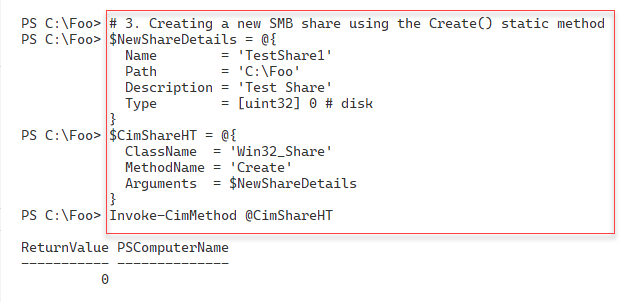 PS C:\Foo> # 3. Creating a new SMB share using the Create() static method
PS C:\Foo> $NewShareDetails = @{
  Name        = 'TestShare1'
  Path        = 'C:\Foo'
  Description = 'Test Share'
  Type        = [uint32] 0 # disk
}
PS C:\Foo> $CimShareHT = @{
  ClassName  = 'Win32_Share'
  MethodName = 'Create'
  Arguments  = $NewShareDetails
}
PS C:\Foo> Invoke-CimMethod @CimShareHT
ReturnValue PSComputerName
----------- --------------
          0